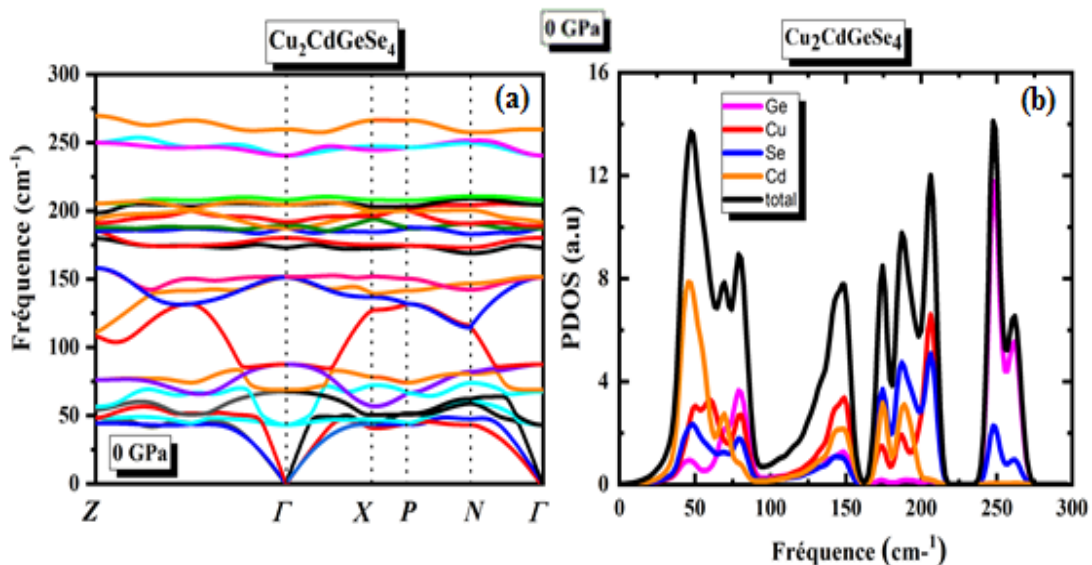 Cu₂CdGeSe₄
0 GPa
Cu₂CdGeSe₄
(a)
(b)
Fréquence (cm⁻¹)
300
250
200
150
100
50
0
0 GPa
Z Γ X P N Γ
PDOS (a.u)
16
12
8
4
0
Ge
Cu
Se
Cd
total
0 50 100 150 200 250 300
Fréquence (cm-¹)